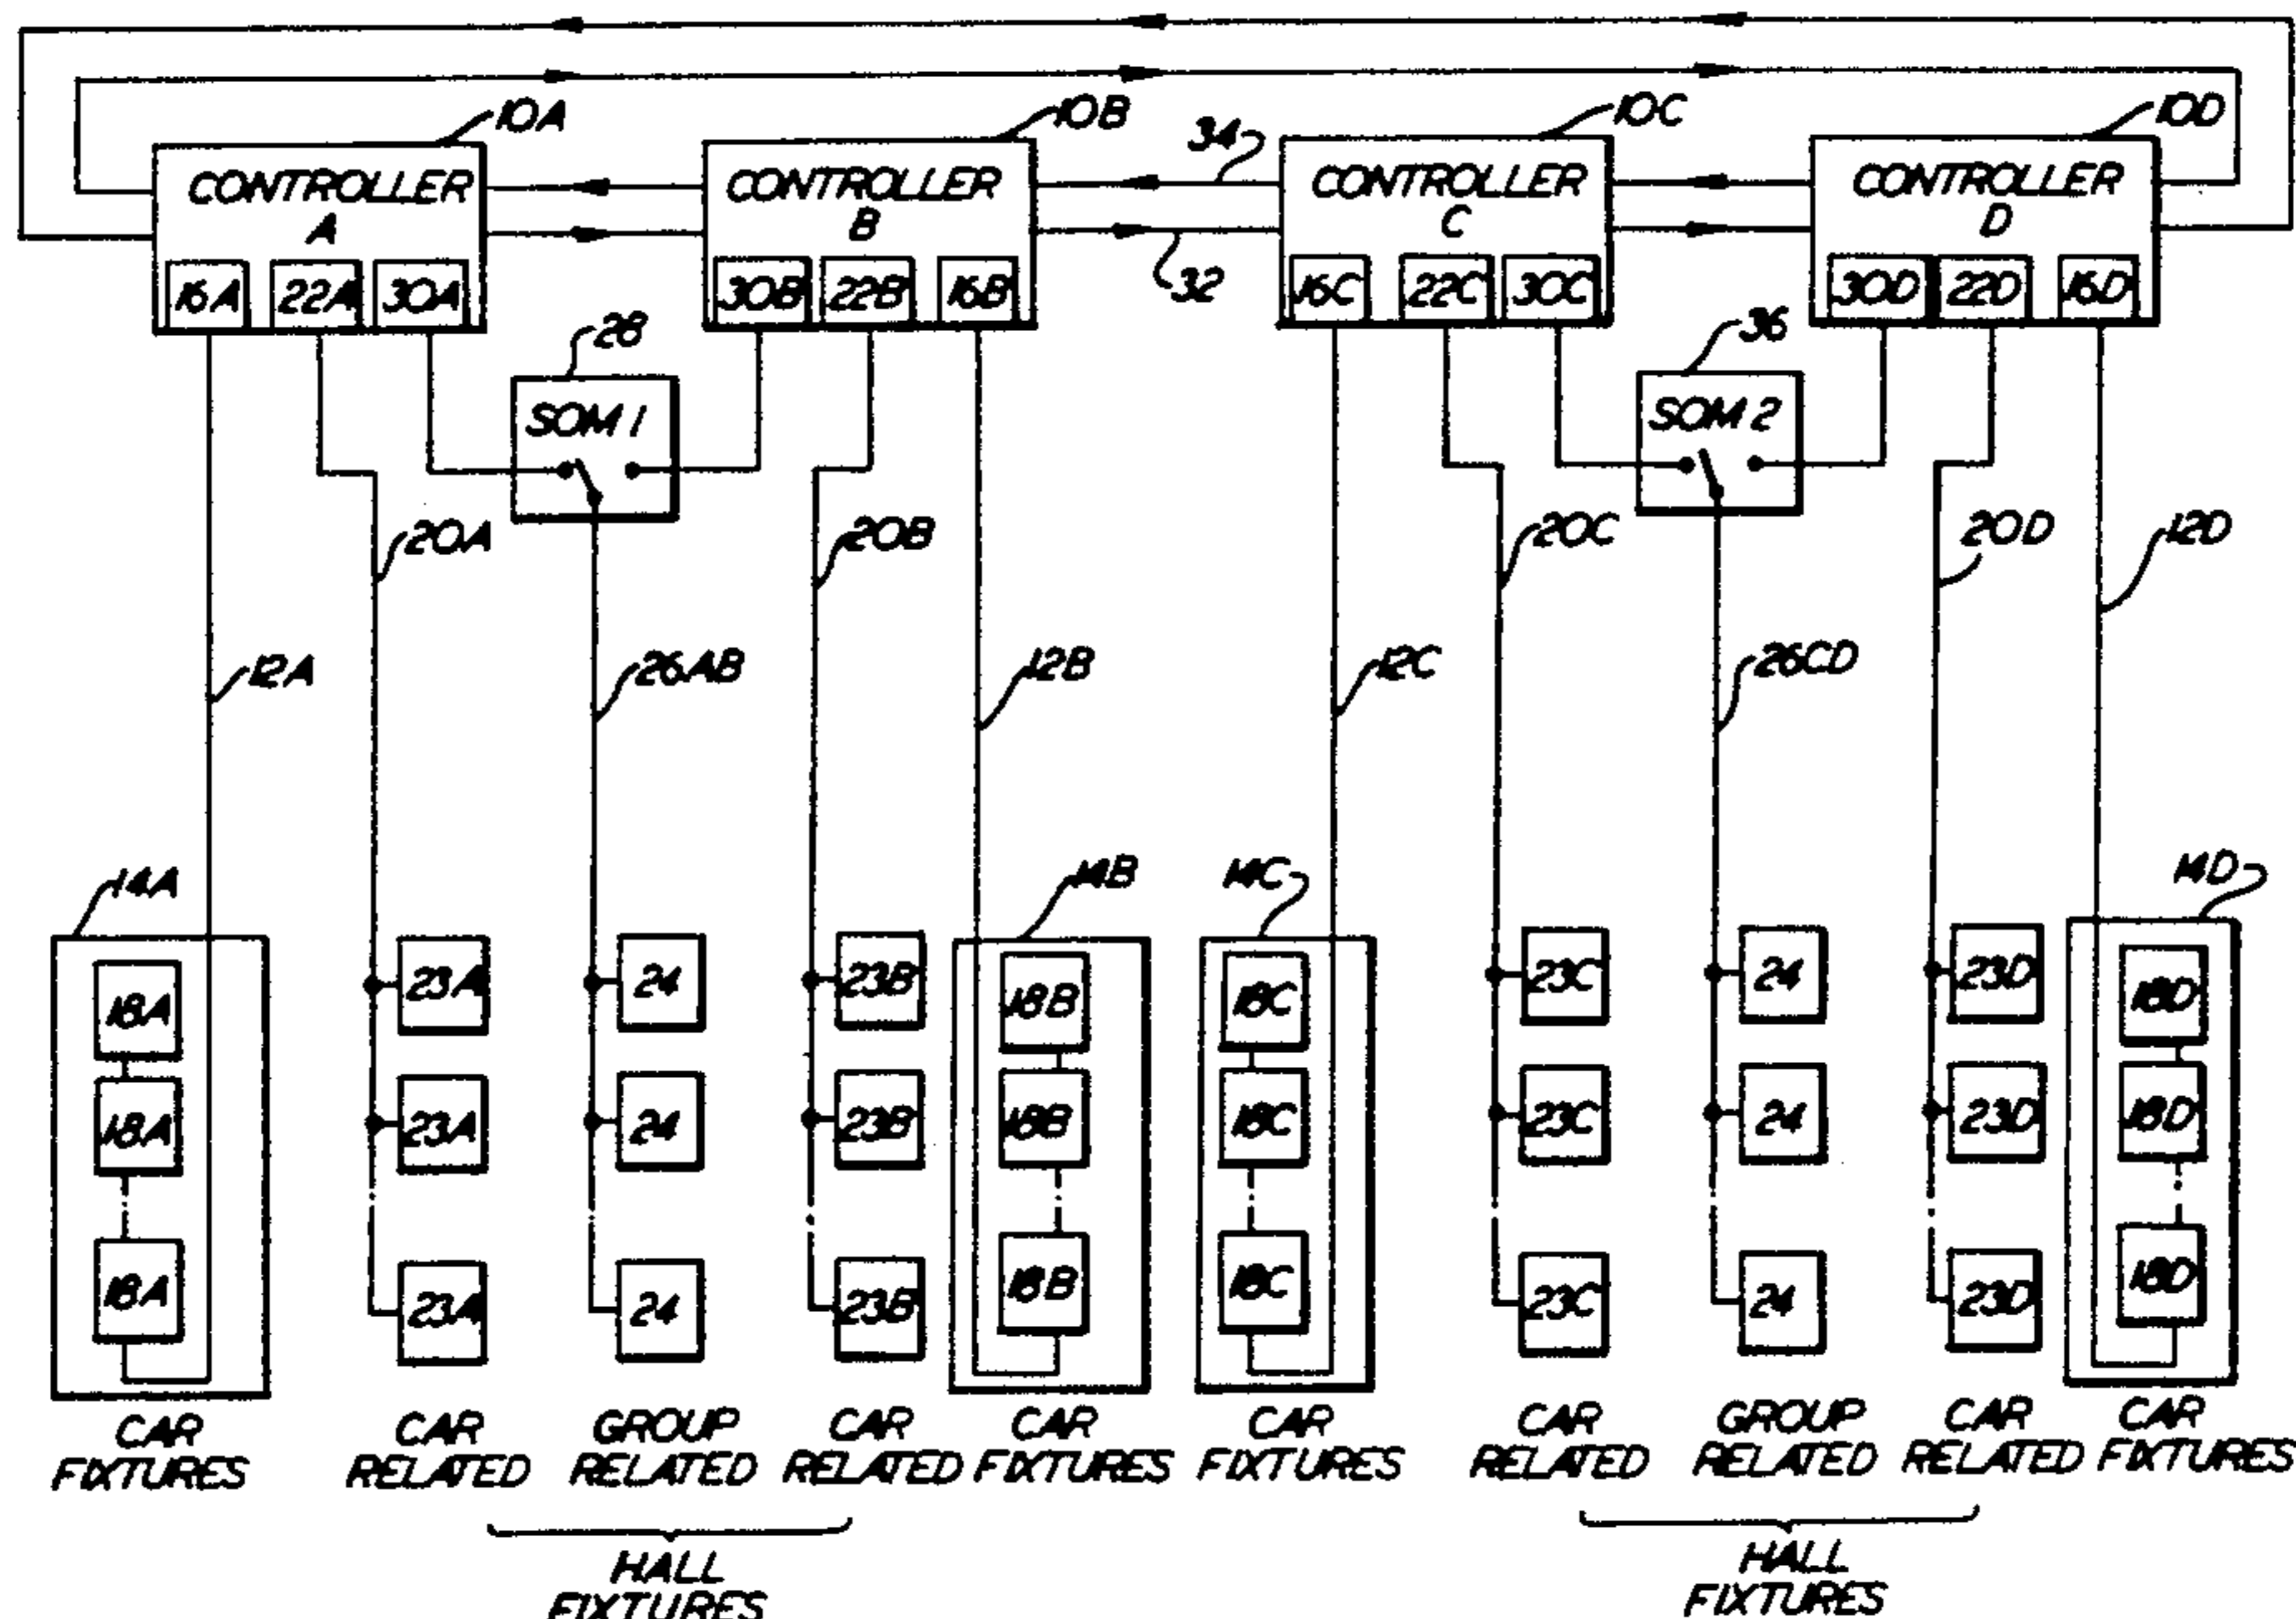 10A
10B
34
10C
10D
CONTROLLER
A
CONTROLLER
B
CONTROLLER
C
CONTROLLER
D
32
16A 22A 30A
30B 22B 16B
16C 22C 30C
30D 22D 16D
28
36
SOM 1
SOM 2
20A
20B
20C
20D
12D
12A
26AB
12B
12C
26CD
14A
14B
14C
14D
18A
23A
24
23B
18B
18C
23C
24
23D
18D
18A
23A
24
23B
18B
18C
23C
24
23D
18D
18A
23A
24
23B
18B
18C
23C
24
23D
18D
CAR
FIXTURES
CAR
RELATED
GROUP
RELATED
CAR
RELATED
CAR
FIXTURES
CAR
FIXTURES
CAR
RELATED
GROUP
RELATED
CAR
RELATED
CAR
FIXTURES
HALL
FIXTURES
HALL
FIXTURES